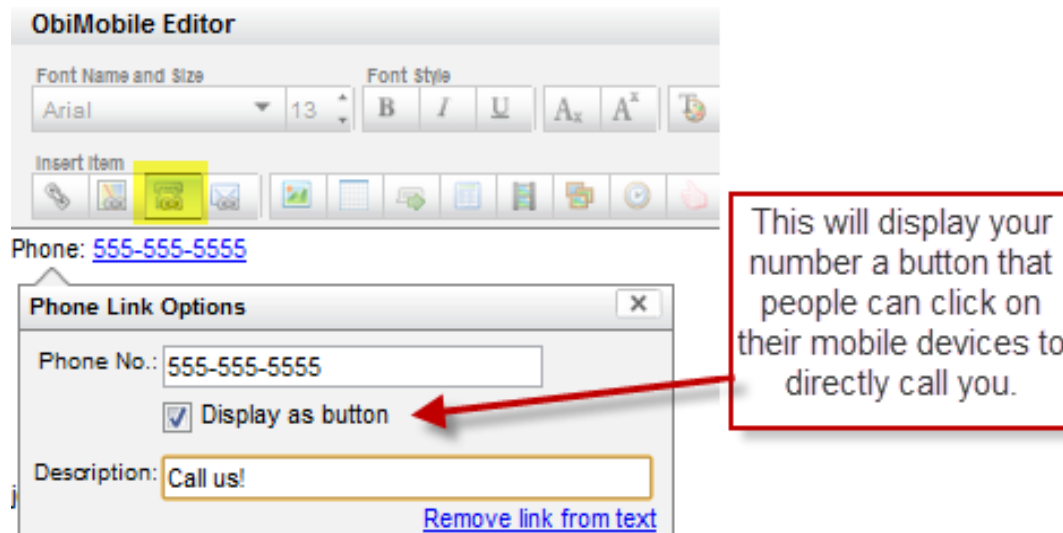 ObiMobile Editor
Font Name and Size
Font Style
Arial
13
B
I
U
Ax
Ax
T
Insert Item
Phone: 555-555-5555
Phone Link Options
Phone No.: 555-555-5555
Display as button
Description: Call us!
Remove link from text
This will display your
number a button that
people can click on
their mobile devices to
directly call you.